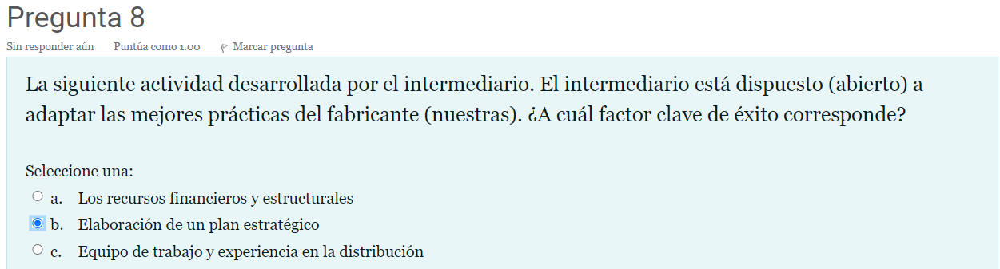 Pregunta 8
Sin responder aún Puntúa como 1.00 Marcar pregunta
La siguiente actividad desarrollada por el intermediario. El intermediario está dispuesto (abierto) a
adaptar las mejores prácticas del fabricante (nuestras). ¿A cuál factor clave de éxito corresponde?
Seleccione una:
a. Los recursos financieros y estructurales
b. Elaboración de un plan estratégico
c. Equipo de trabajo y experiencia en la distribución